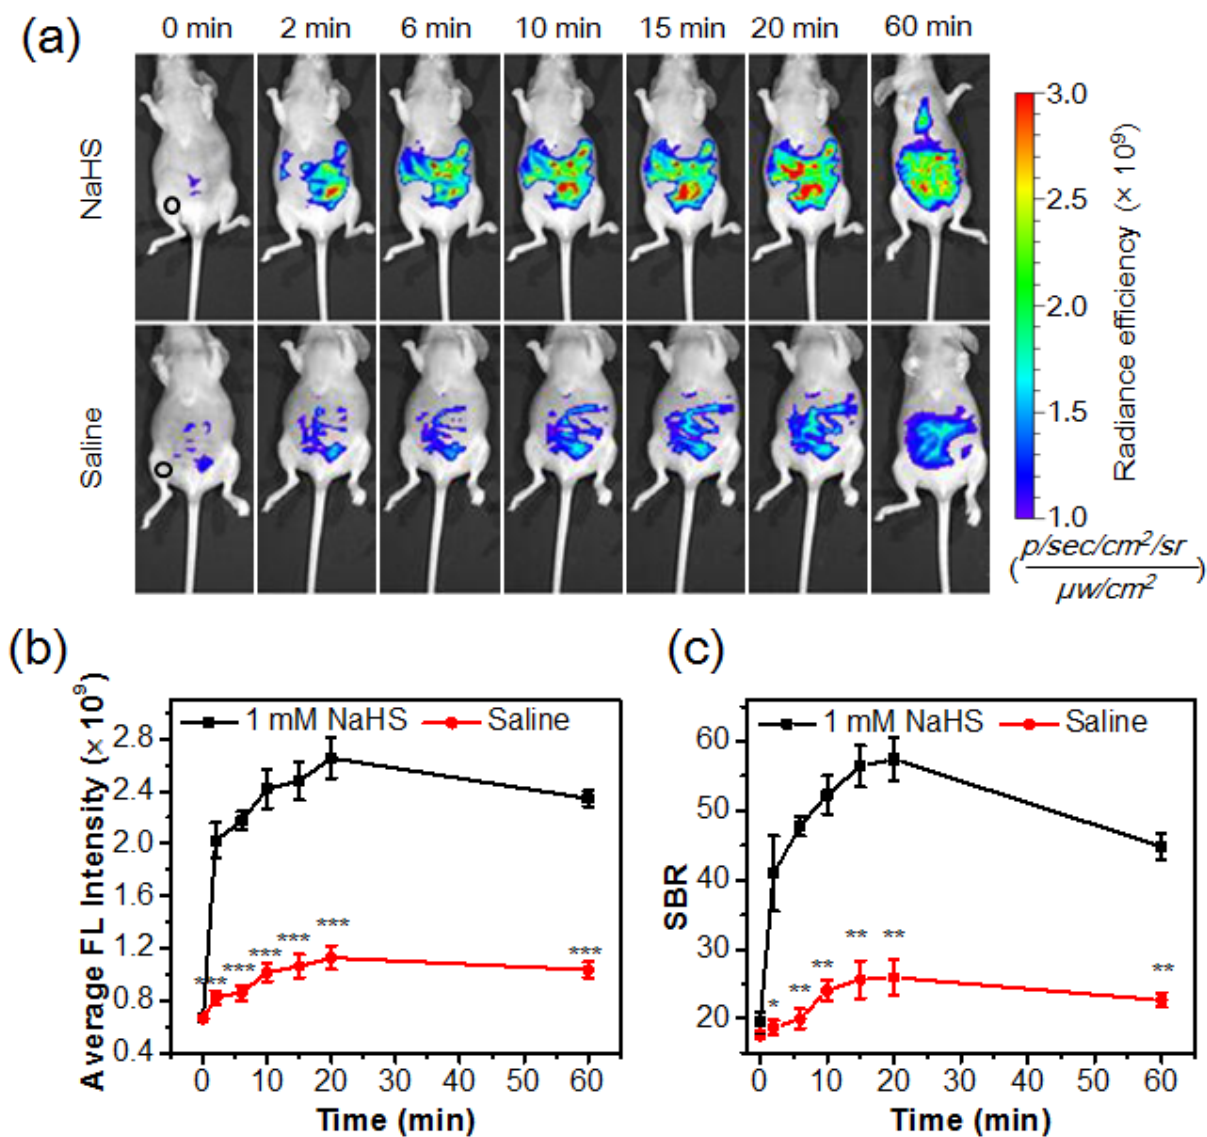 (a)
0 min 2 min 6 min 10 min 15 min 20 min 60 min
NaHS
Saline
3.0
2.5
2.0
1.5
1.0
Radiance efficiency (× 10⁹)
(p/sec/cm²/sr
µw/cm²)
(b)
1 mM NaHS Saline
Average FL Intensity (× 10⁹)
2.8
2.4
2.0
1.6
1.2
0.8
0.4
*** *** *** *** *** ***
0 10 20 30 40 50 60
Time (min)
(c)
1 mM NaHS Saline
SBR
60
50
40
30
20
* ** ** ** ** **
0 10 20 30 40 50 60
Time (min)